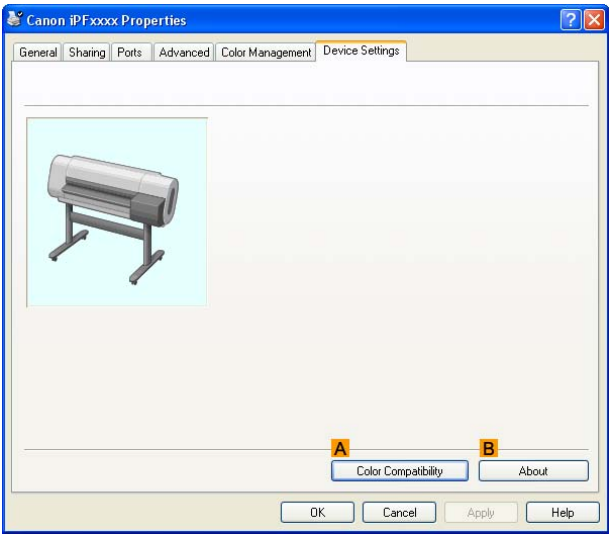 Canon iPFxxxx Properties
General Sharing Ports Advanced Color Management Device Settings
A B
Color Compatibility About
OK Cancel Apply Help